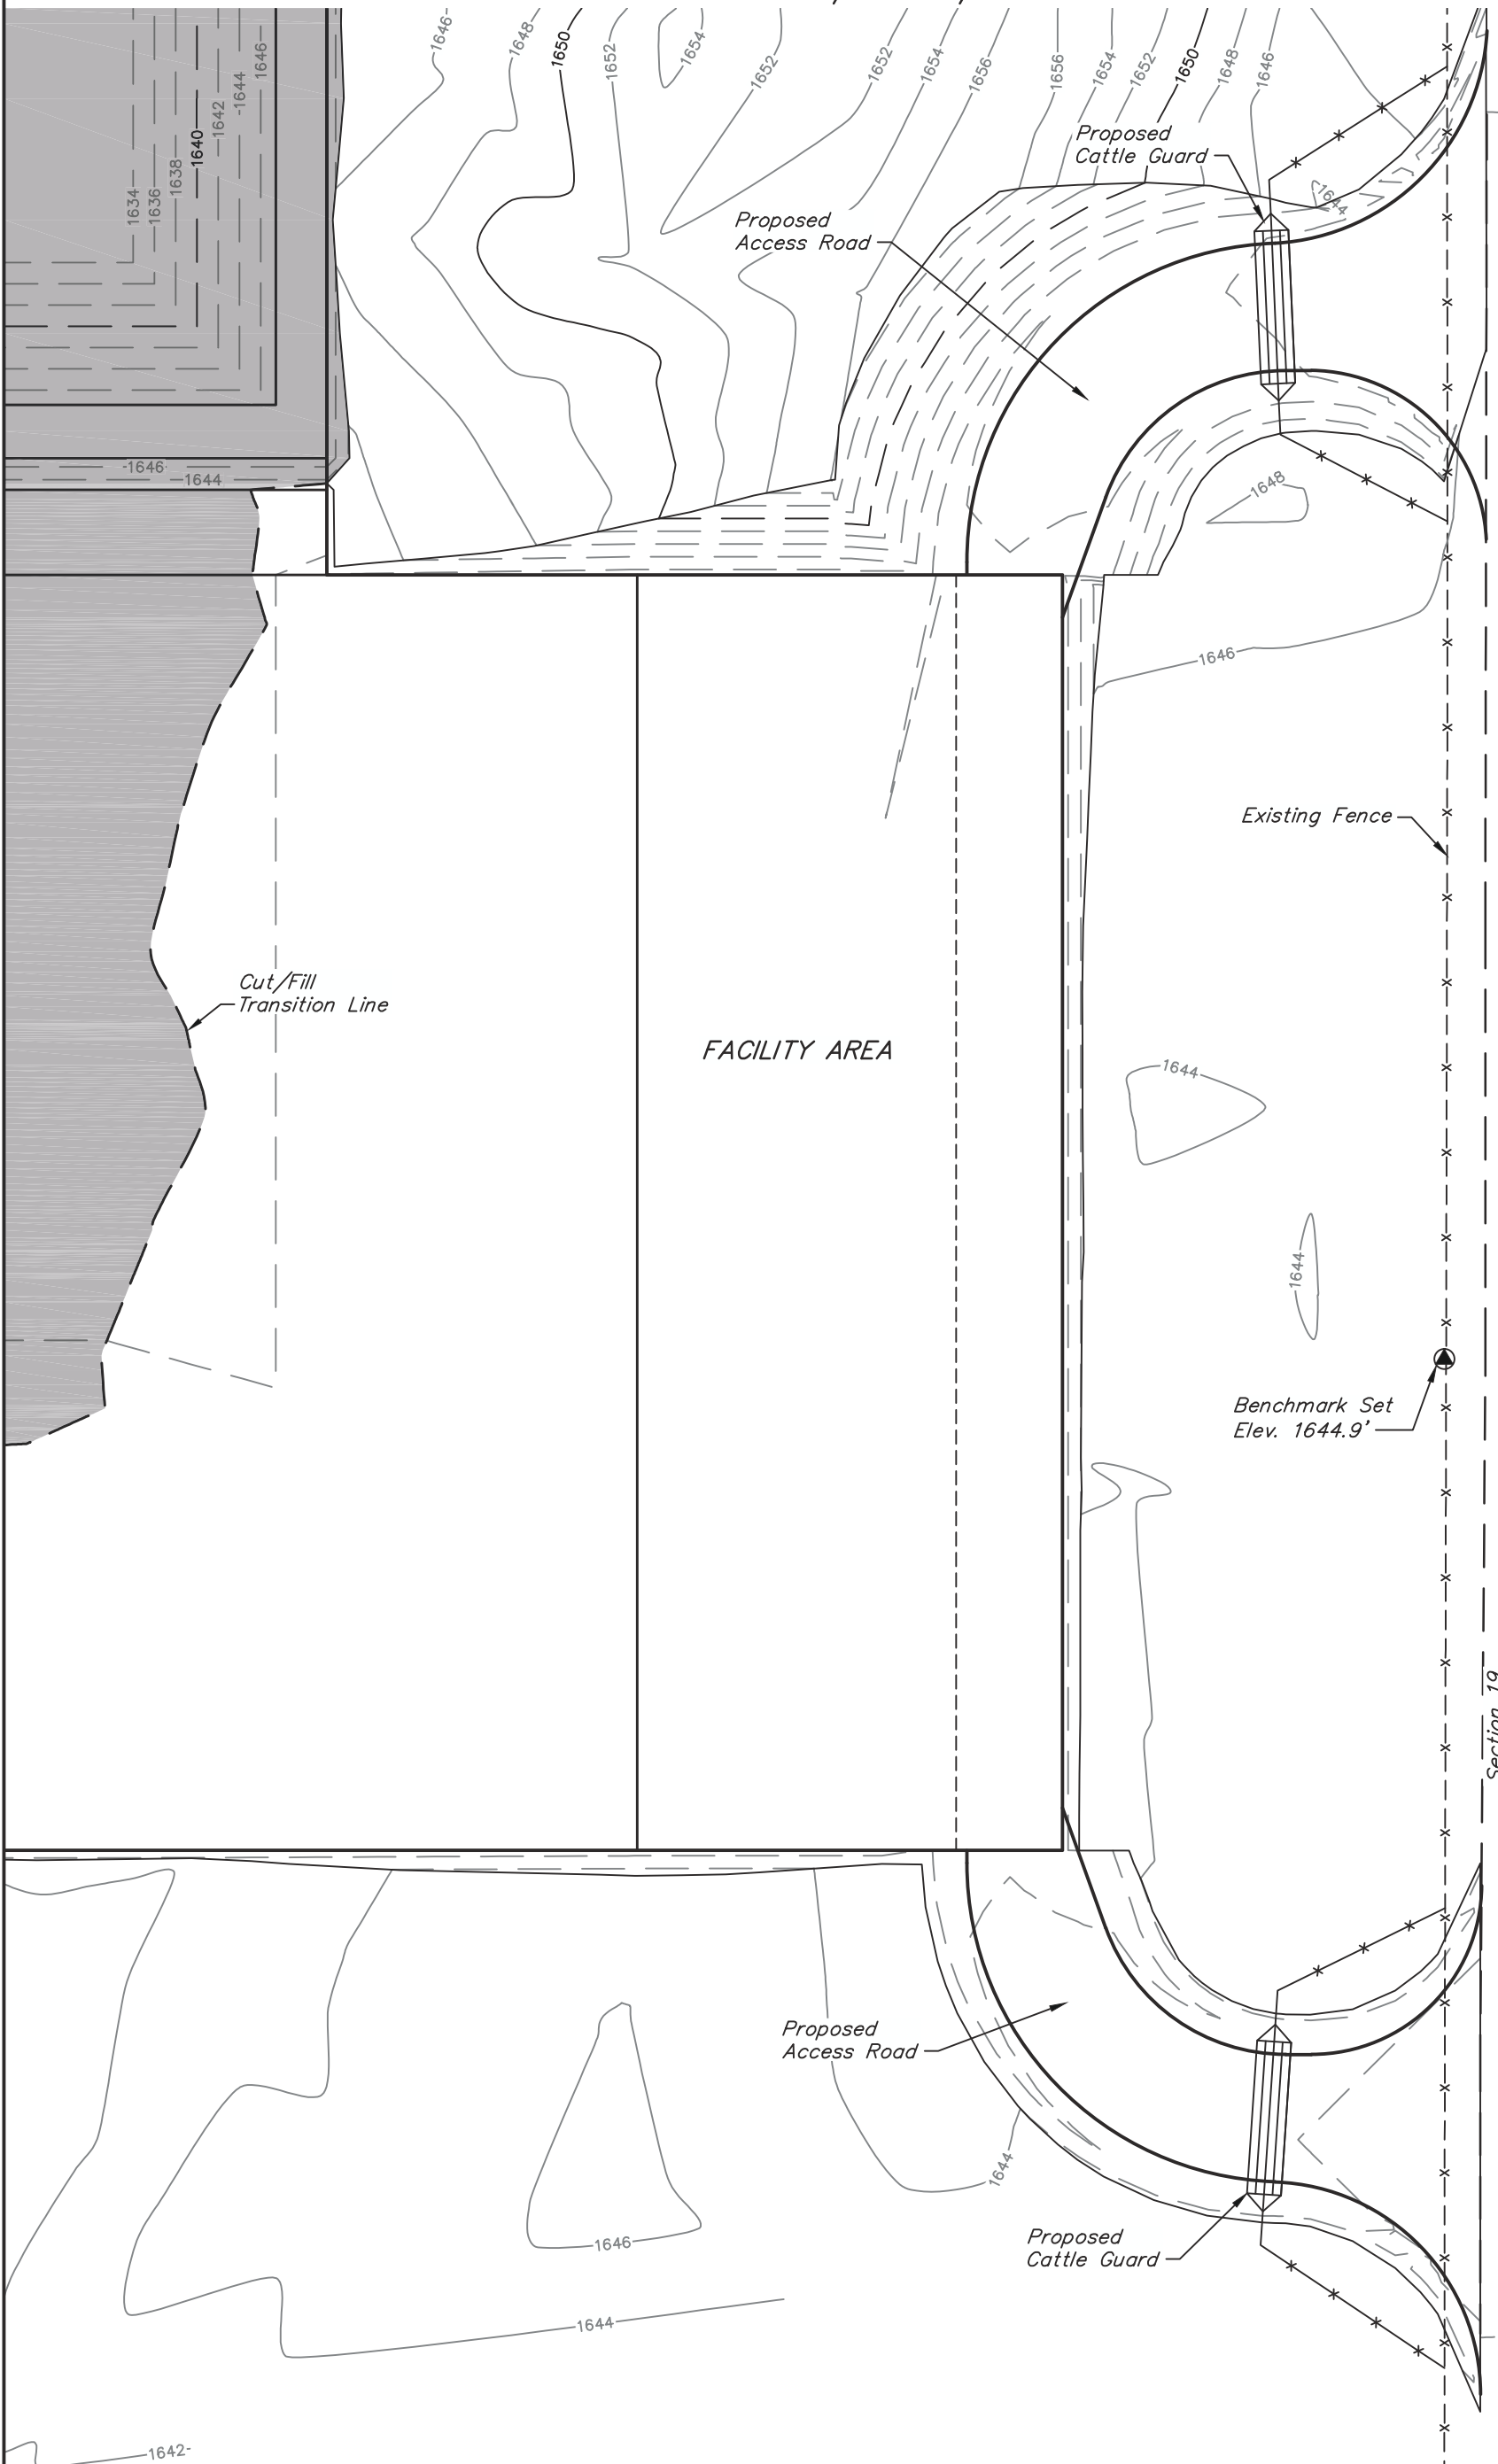 1646
1648
1650
1652
1654
1652
1652
1654
1656
1656
1654
1652
1650
1648
1646
1646
1644
1642
1640
1638
1636
1634
Proposed
Cattle Guard
1644
Proposed
Access Road
1646
1644
1648
1646
Existing Fence
Cut/Fill
Transition Line
FACILITY AREA
1644
1644
Benchmark Set
Elev. 1644.9'
Section 19
Proposed
Access Road
1644
1646
Proposed
Cattle Guard
1644
1642